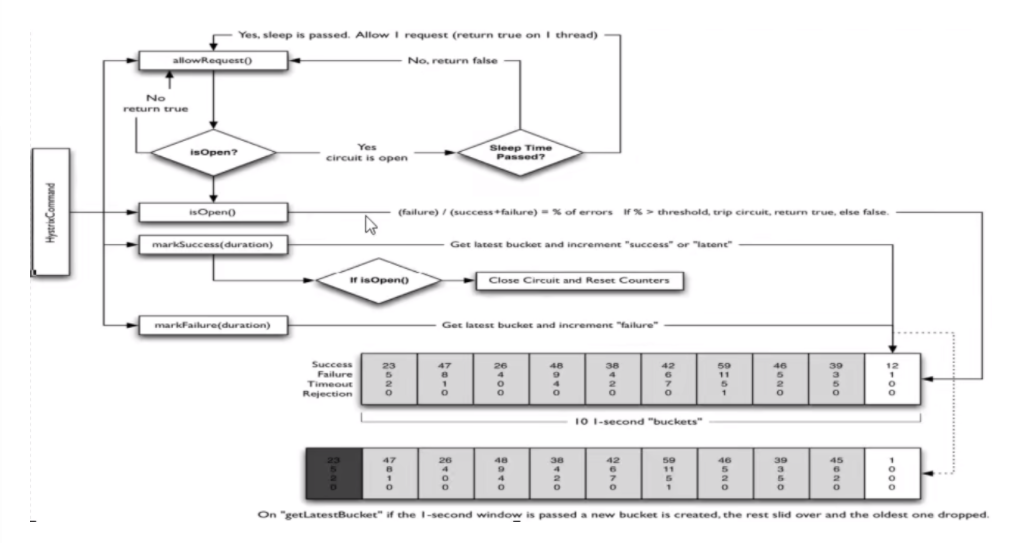 Yes, sleep is passed. Allow 1 request (return true on 1 thread)
allowRequest()
No, return false
No
return true
isOpen?
Yes
circuit is open
Sleep Time
Passed?
HystrixCommand
isOpen()
(failure) / (success+failure) = % of errors If % > threshold, trip circuit, return true, else false.
markSuccess(duration)
Get latest bucket and increment "success" or "latent"
If isOpen()
Close Circuit and Reset Counters
markFailure(duration)
Get latest bucket and increment "failure"
Success 23 47 26 48 38 42 59 46 39 12
Failure 5 8 4 9 4 6 11 5 3 1
Timeout 2 1 0 4 2 7 5 2 5 0
Rejection 0 0 0 0 0 0 1 0 0 0
10 1-second "buckets"
23 47 26 48 38 42 59 46 39 45 1
5 8 4 9 4 6 11 5 3 6 0
2 1 0 4 2 7 5 2 5 2 0
0 0 0 0 0 0 1 0 0 0 0
On "getLatestBucket" if the 1-second window is passed a new bucket is created, the rest slid over and the oldest one dropped.